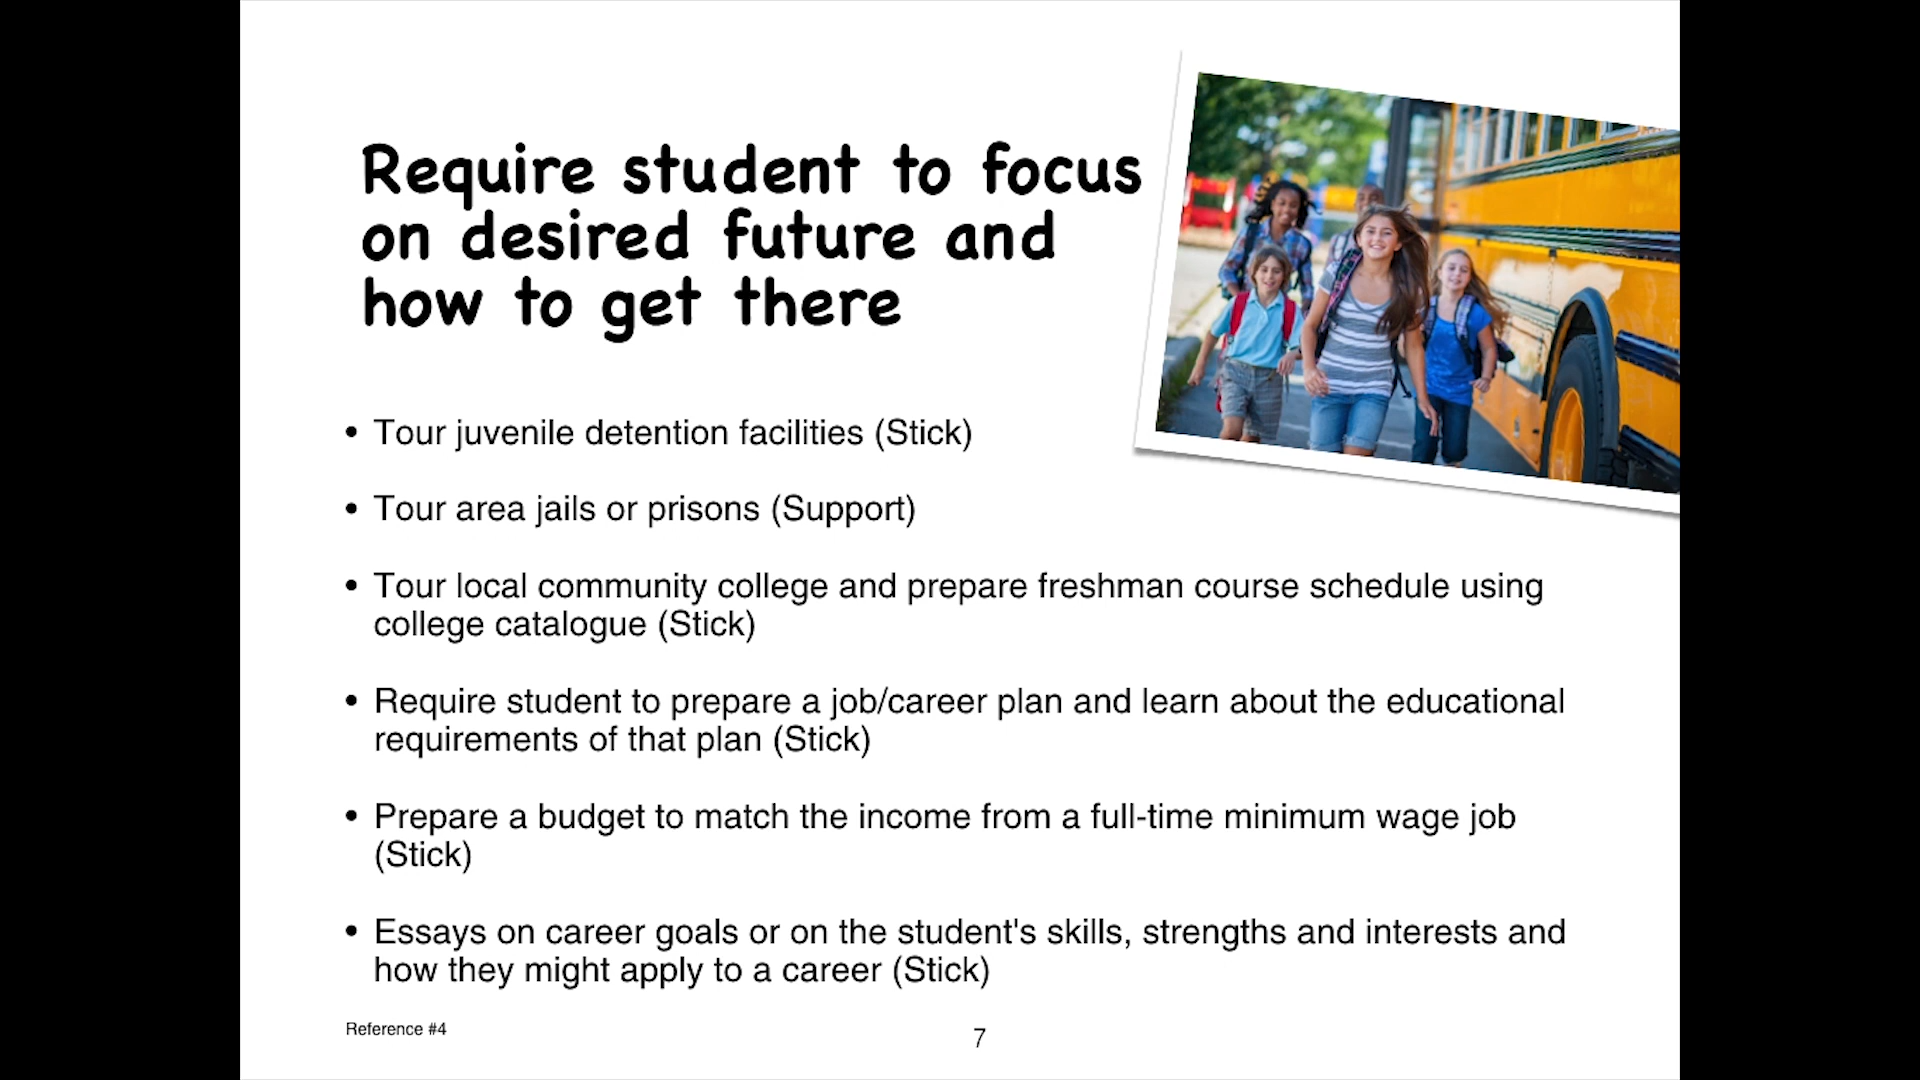 Require student to focus
on desired future and
how to get there
• Tour juvenile detention facilities (Stick)
• Tour area jails or prisons (Support)
• Tour local community college and prepare freshman course schedule using
college catalogue (Stick)
• Require student to prepare a job/career plan and learn about the educational
requirements of that plan (Stick)
• Prepare a budget to match the income from a full-time minimum wage job
(Stick)
• Essays on career goals or on the student's skills, strengths and interests and
how they might apply to a career (Stick)
Reference #4
7